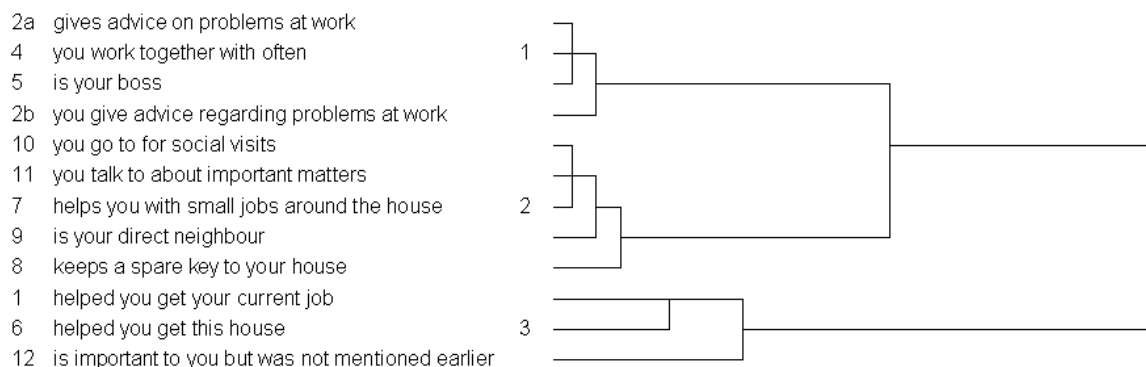 2a gives advice on problems at work
4 you work together with often 1
5 is your boss
2b you give advice regarding problems at work
10 you go to for social visits
11 you talk to about important matters
7 helps you with small jobs around the house 2
9 is your direct neighbour
8 keeps a spare key to your house
1 helped you get your current job
6 helped you get this house 3
12 is important to you but was not mentioned earlier